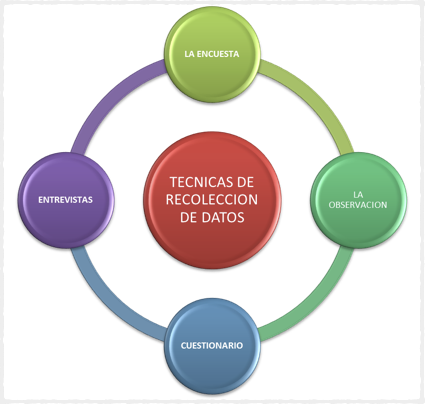 LA ENCUESTA
TECNICAS DE
RECOLECCION
DE DATOS
ENTREVISTAS
LA
OBSERVACION
CUESTIONARIO